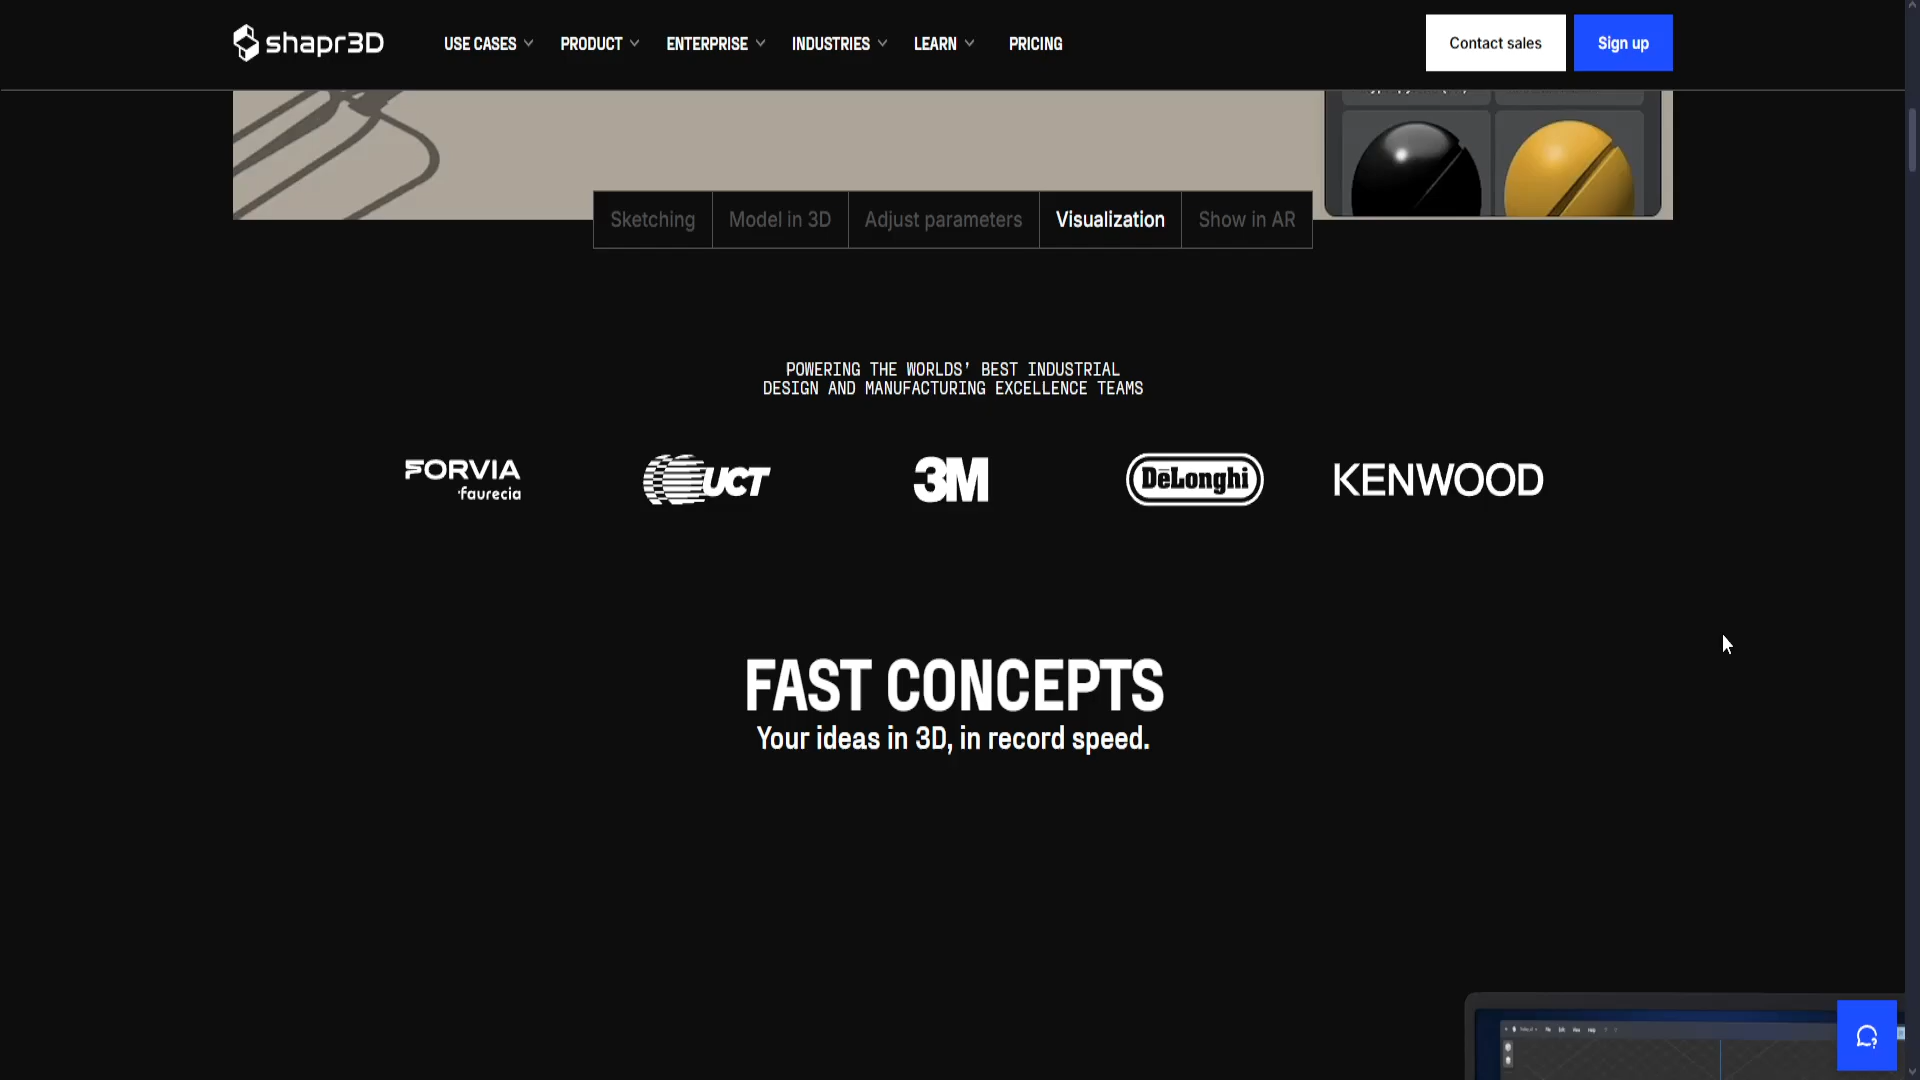 shapr3D
USE CASES
PRODUCT
ENTERPRISE
INDUSTRIES
LEARN
PRICING
Contact sales
Sign up
Sketching
Model in 3D
Adjust parameters
Visualization
Show in AR
POWERING THE WORLDS' BEST INDUSTRIAL
DESIGN AND MANUFACTURING EXCELLENCE TEAMS
FORVIA
faurecia
UCT
3M
DeLonghi
KENWOOD
FAST CONCEPTS
Your ideas in 3D, in record speed.